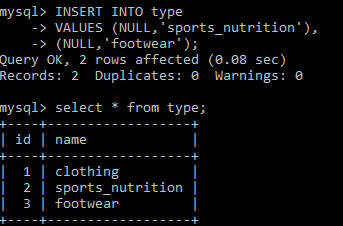 mysql> INSERT INTO type
    -> VALUES (NULL,'sports_nutrition'),
    -> (NULL,'footwear');
Query OK, 2 rows affected (0.08 sec)
Records: 2  Duplicates: 0  Warnings: 0

mysql> select * from type;
+----+------------------+
| id | name             |
+----+------------------+
|  1 | clothing         |
|  2 | sports_nutrition |
|  3 | footwear         |
+----+------------------+